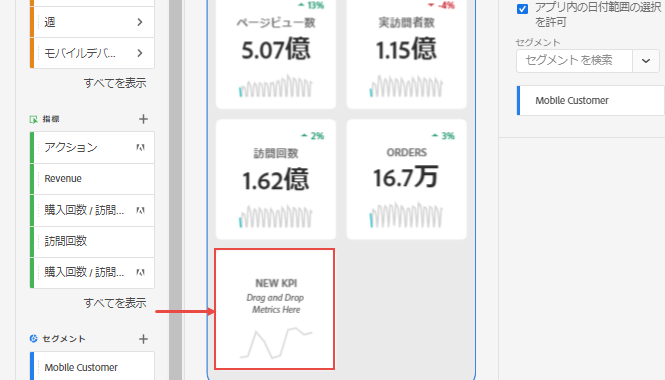 週
モバイルデバ...
すべてを表示
指標
アクション
Revenue
購入回数 / 訪問...
訪問回数
購入回数 / 訪問...
すべてを表示
セグメント
Mobile Customer
13%
ページビュー数
5.07億
-4%
実訪問者数
1.15億
2%
訪問回数
1.62億
3%
ORDERS
16.7万
NEW KPI
Drag and Drop
Metrics Here
アプリ内の日付範囲の選択
を許可
セグメント
セグメントを検索
Mobile Customer